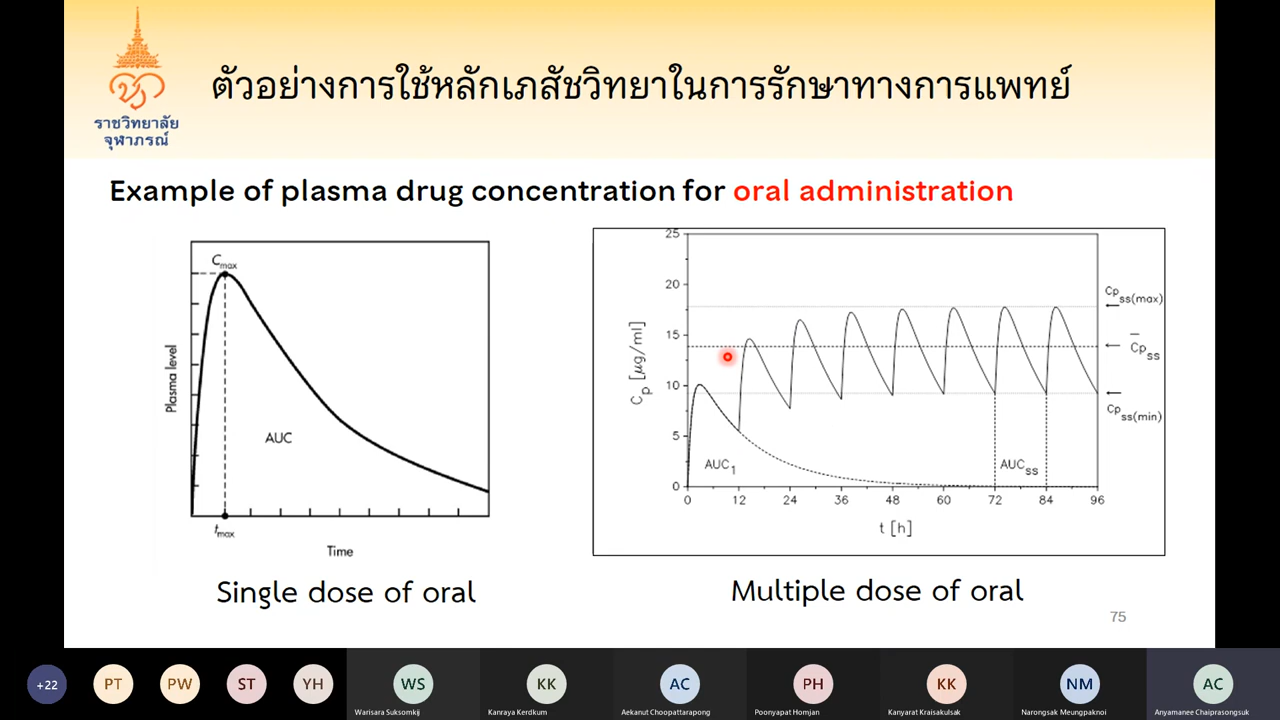 ราชวิทยาลัย
จุฬาภรณ์
ตัวอย่างการใช้หลักเภสัชวิทยาในการรักษาทางการแพทย์
Example of plasma drug concentration for oral administration
Cmax
Plasma level
AUC
tmax
Time
Single dose of oral
25
20
15
10
5
0
Cp [µg/ml]
AUC1
AUCss
Cpss(max)
C̄pss
Cpss(min)
0 12 24 36 48 60 72 84 96
t [h]
Multiple dose of oral
75
+22
PT
PW
ST
YH
WS
KK
AC
PH
KK
NM
AC
Warisara Suksomkij
Kanraya Kerdkum
Aekanut Choopattarapong
Poonyapat Homjan
Kanyarat Kraisakulsak
Narongsak Meungpaknoi
Anyamanee Chaiprasongsuk